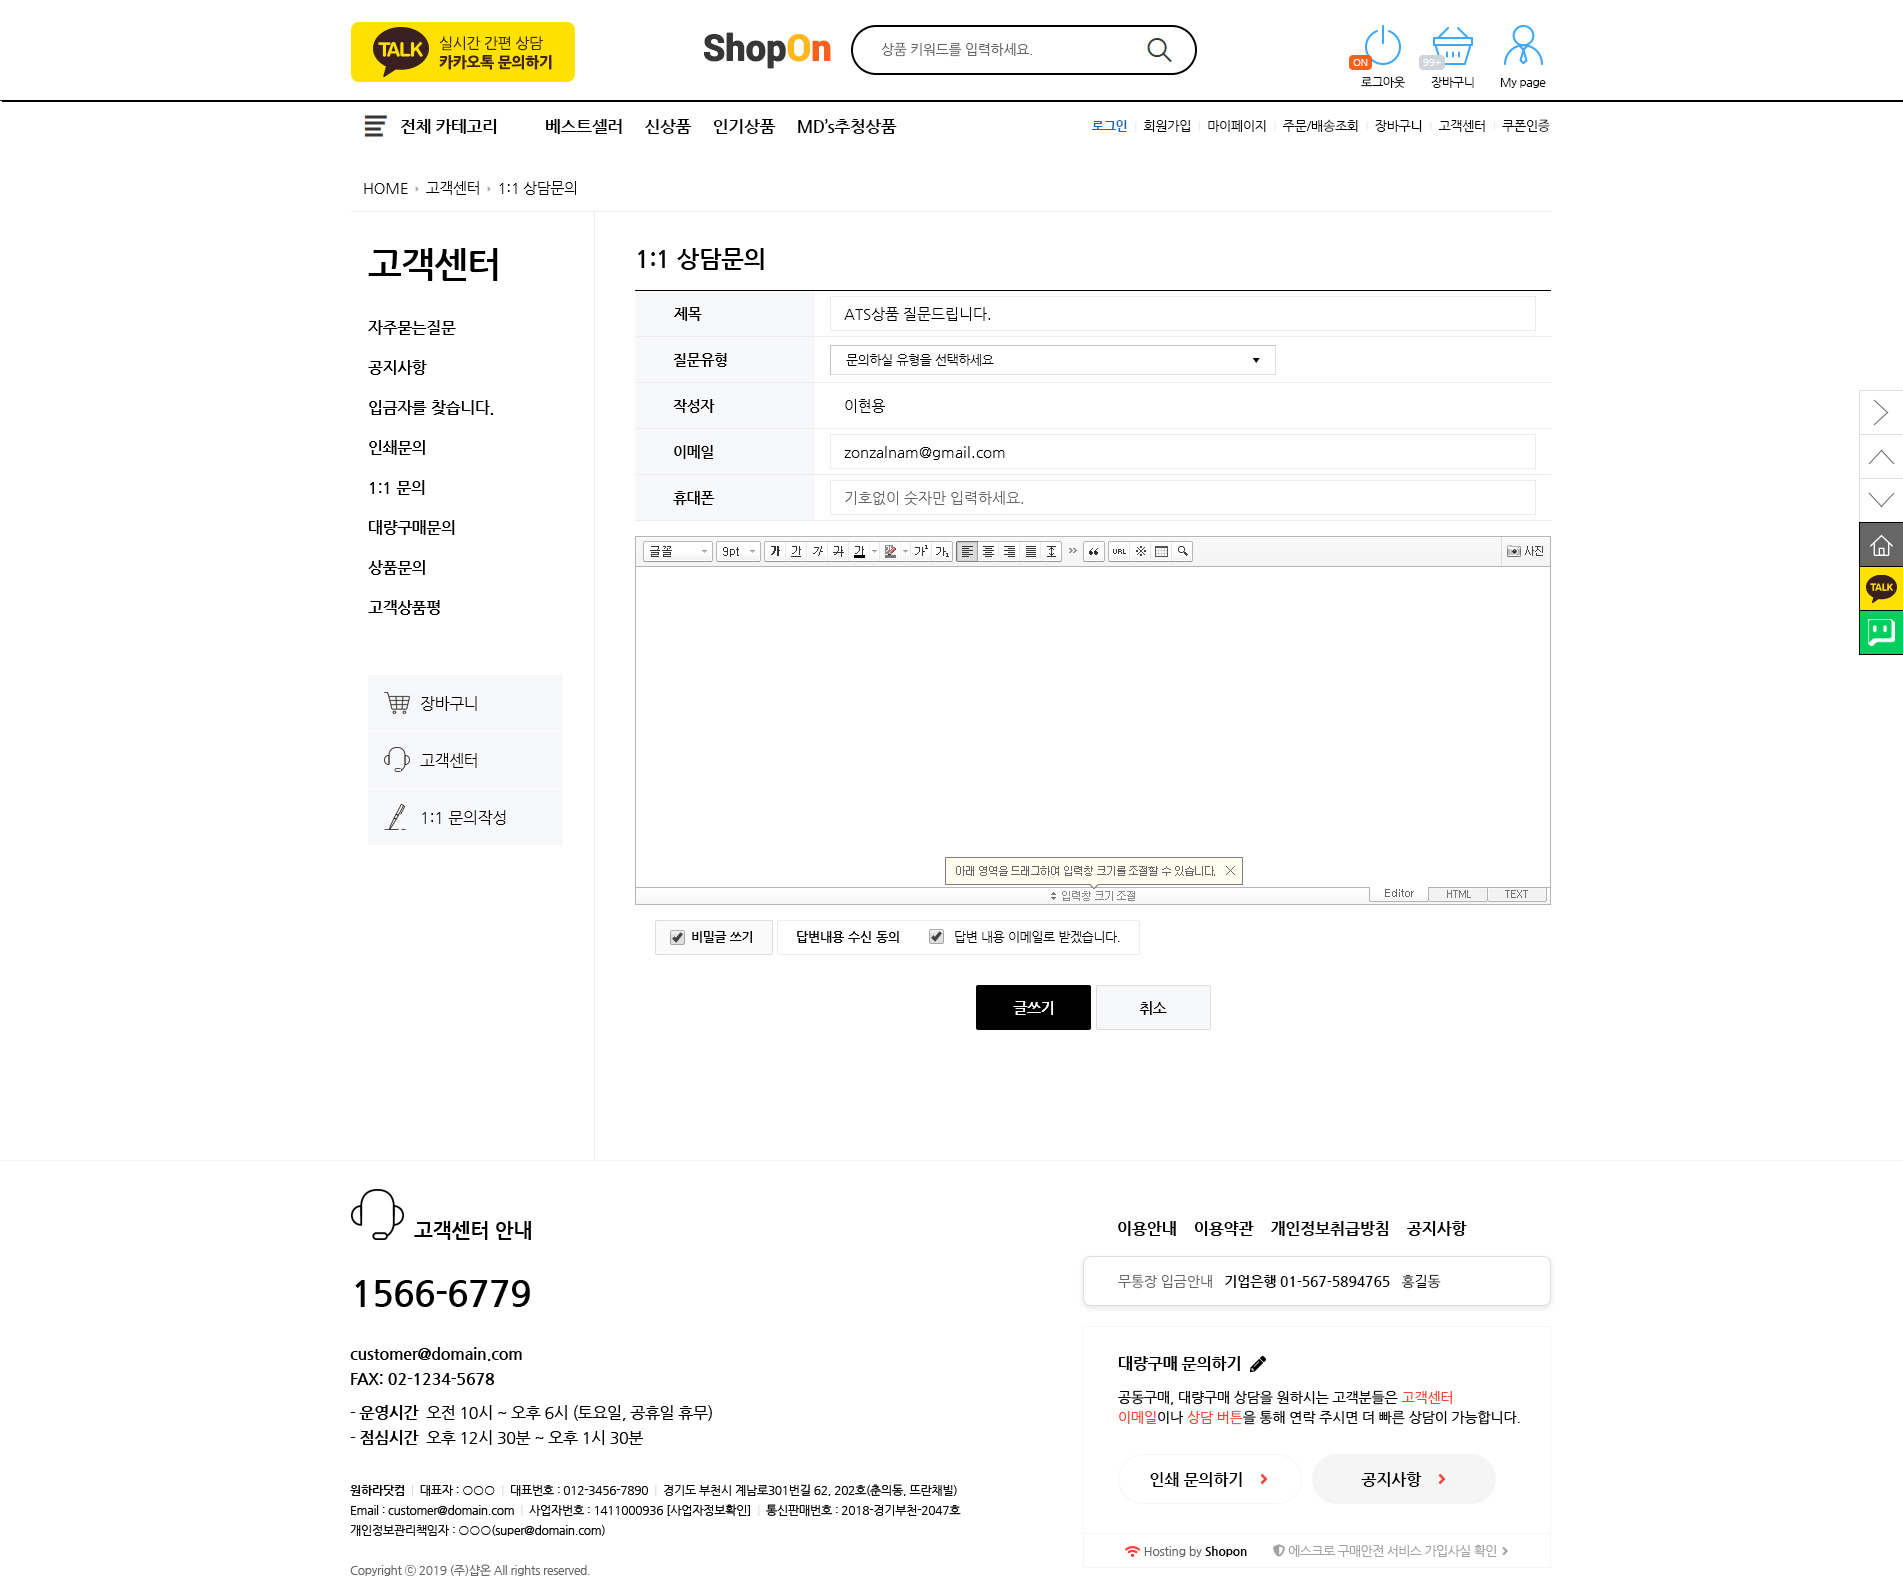 TALK 실시간 간편 상담
카카오톡 문의하기
ShopOn
상품 키워드를 입력하세요.
ON 로그아웃
99+ 장바구니
My page
전체 카테고리 베스트셀러 신상품 인기상품 MD's추청상품
로그인 회원가입 마이페이지 주문/배송조회 장바구니 고객센터 쿠폰인증
HOME 고객센터 1:1 상담문의
고객센터
자주묻는질문
공지사항
입금자를 찾습니다.
인쇄문의
1:1 문의
대량구매문의
상품문의
고객상품평
장바구니
고객센터
1:1 문의작성
1:1 상담문의
제목 ATS상품 질문드립니다.
질문유형 문의하실 유형을 선택하세요
작성자 이현용
이메일 zonzalnam@gmail.com
휴대폰 기호없이 숫자만 입력하세요.
글꼴 9pt 가 가 가 가 가 가1 가1 URL 사진
아래 영역을 드래그하여 입력창 크기를 조절할 수 있습니다.
입력창 크기 조절
Editor HTML TEXT
비밀글 쓰기 답변내용 수신 동의 답변 내용 이메일로 받겠습니다.
글쓰기 취소
TALK
고객센터 안내
1566-6779
customer@domain.com
FAX: 02-1234-5678
- 운영시간 오전 10시 ~ 오후 6시 (토요일, 공휴일 휴무)
- 점심시간 오후 12시 30분 ~ 오후 1시 30분
원하라닷컴 | 대표자 : ○○○ | 대표번호 : 012-3456-7890 | 경기도 부천시 계남로301번길 62, 202호(춘의동, 뜨란채빌)
Email : customer@domain.com | 사업자번호 : 1411000936 [사업자정보확인] | 통신판매번호 : 2018-경기부천-2047호
개인정보관리책임자 : ○○○(super@domain.com)
Copyright ⓒ 2019 (주)샵온 All rights reserved.
이용안내 이용약관 개인정보취급방침 공지사항
무통장 입금안내 기업은행 01-567-5894765 홍길동
대량구매 문의하기
공동구매, 대량구매 상담을 원하시는 고객분들은 고객센터
이메일이나 상담 버튼을 통해 연락 주시면 더 빠른 상담이 가능합니다.
인쇄 문의하기 공지사항
Hosting by Shopon 에스크로 구매안전 서비스 가입사실 확인